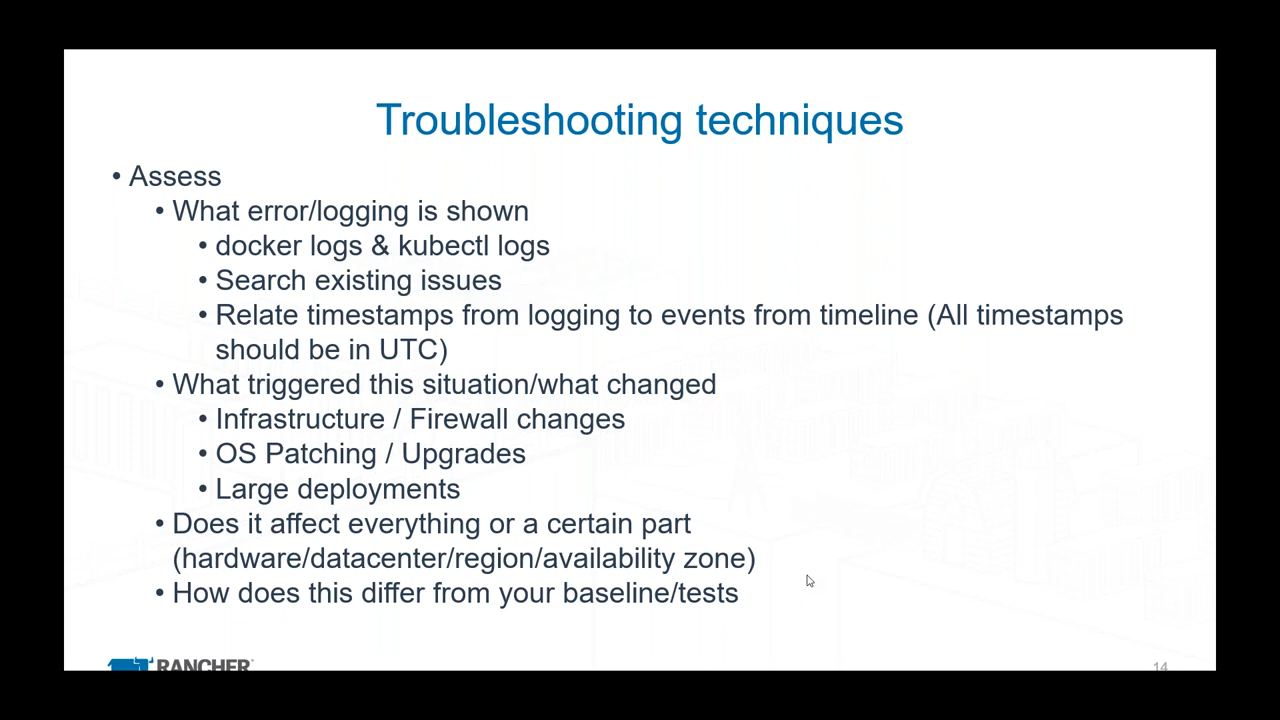 Troubleshooting techniques
• Assess
• What error/logging is shown
• docker logs & kubectl logs
• Search existing issues
• Relate timestamps from logging to events from timeline (All timestamps
should be in UTC)
• What triggered this situation/what changed
• Infrastructure / Firewall changes
• OS Patching / Upgrades
• Large deployments
• Does it affect everything or a certain part
(hardware/datacenter/region/availability zone)
• How does this differ from your baseline/tests
RANCHER
14